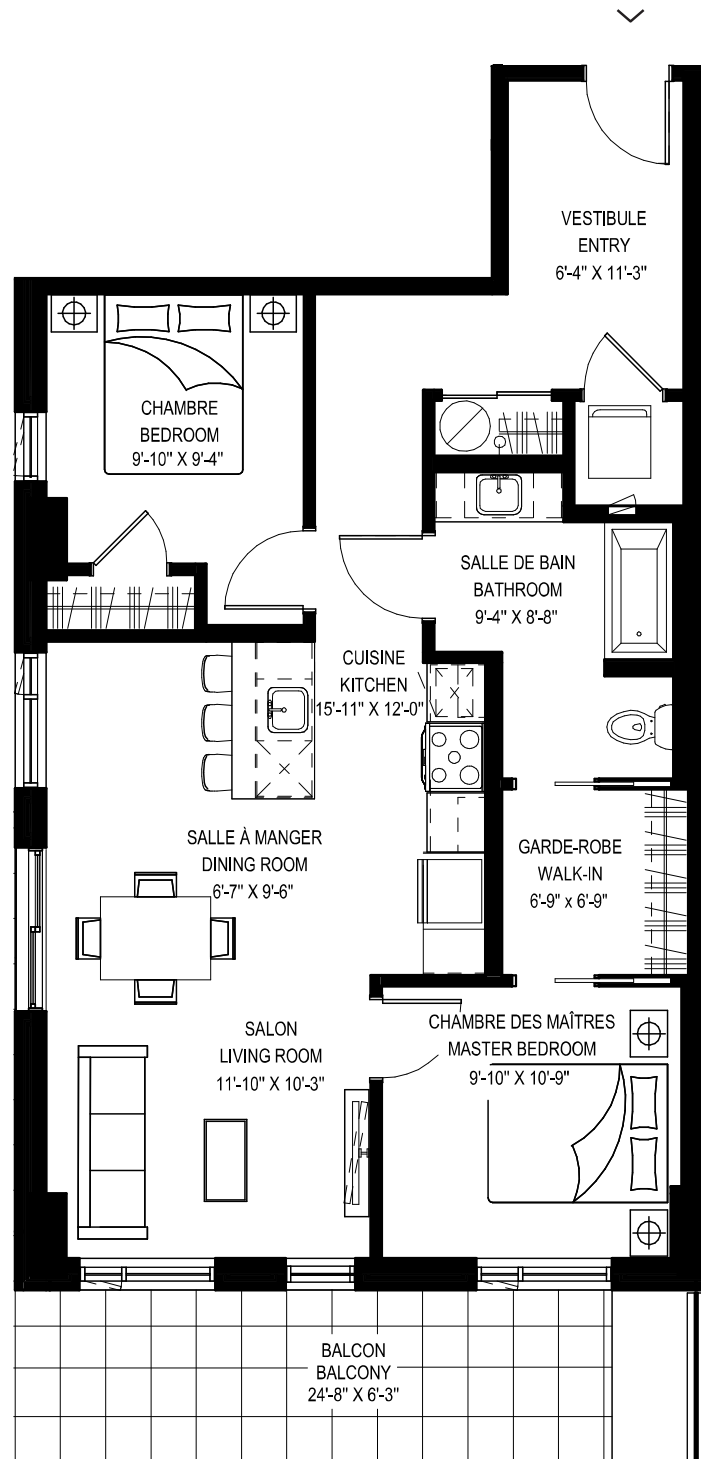 VESTIBULE
ENTRY
6'-4" X 11'-3"
CHAMBRE
BEDROOM
9'-10" X 9'-4"
SALLE DE BAIN
BATHROOM
9'-4" X 8'-8"
CUISINE
KITCHEN
15'-11" X 12'-0"
SALLE À MANGER
DINING ROOM
6'-7" X 9'-6"
GARDE-ROBE
WALK-IN
6'-9" x 6'-9"
SALON
LIVING ROOM
11'-10" X 10'-3"
CHAMBRE DES MAÎTRES
MASTER BEDROOM
9'-10" X 10'-9"
BALCON
BALCONY
24'-8" X 6'-3"